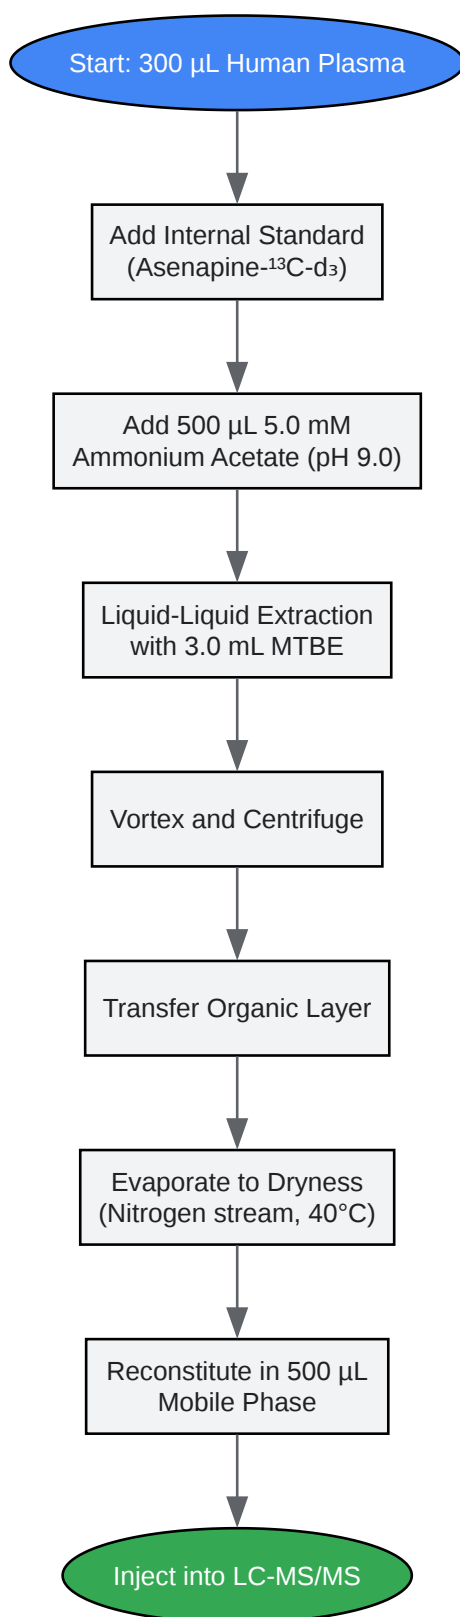 Start: 300 µL Human Plasma
Add Internal Standard
(Asenapine-¹³C-d₃)
Add 500 µL 5.0 mM
Ammonium Acetate (pH 9.0)
Liquid-Liquid Extraction
with 3.0 mL MTBE
Vortex and Centrifuge
Transfer Organic Layer
Evaporate to Dryness
(Nitrogen stream, 40°C)
Reconstitute in 500 µL
Mobile Phase
Inject into LC-MS/MS